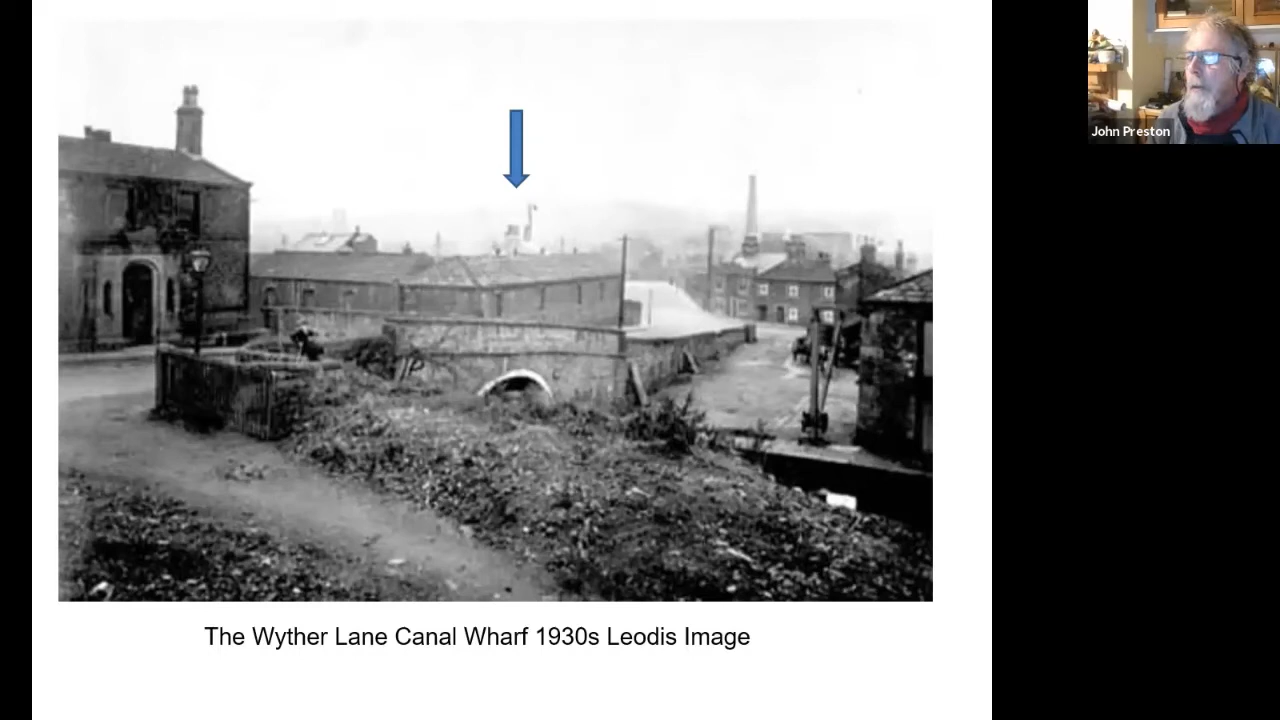 John Preston
The Wyther Lane Canal Wharf 1930s Leodis Image